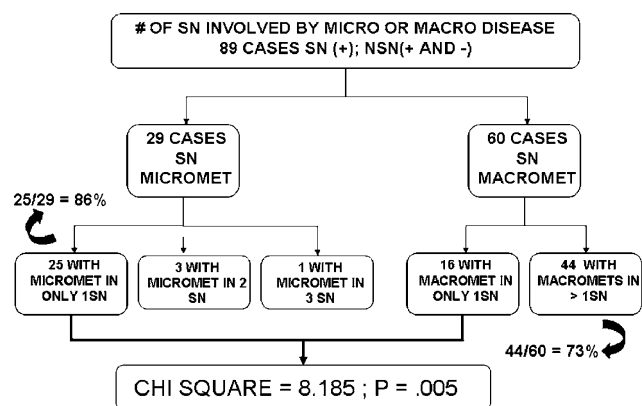 # OF SN INVOLVED BY MICRO OR MACRO DISEASE
89 CASES SN (+); NSN(+ AND -)
29 CASES
SN
MICROMET
60 CASES
SN
MACROMET
25/29 = 86%
25 WITH
MICROMET IN
ONLY 1SN
3 WITH
MICROMET IN 2
SN
1 WITH
MICROMET IN
3 SN
16 WITH
MACROMET IN
ONLY 1SN
44 WITH
MACROMETS IN
> 1SN
44/60 = 73%
CHI SQUARE = 8.185 ; P = .005